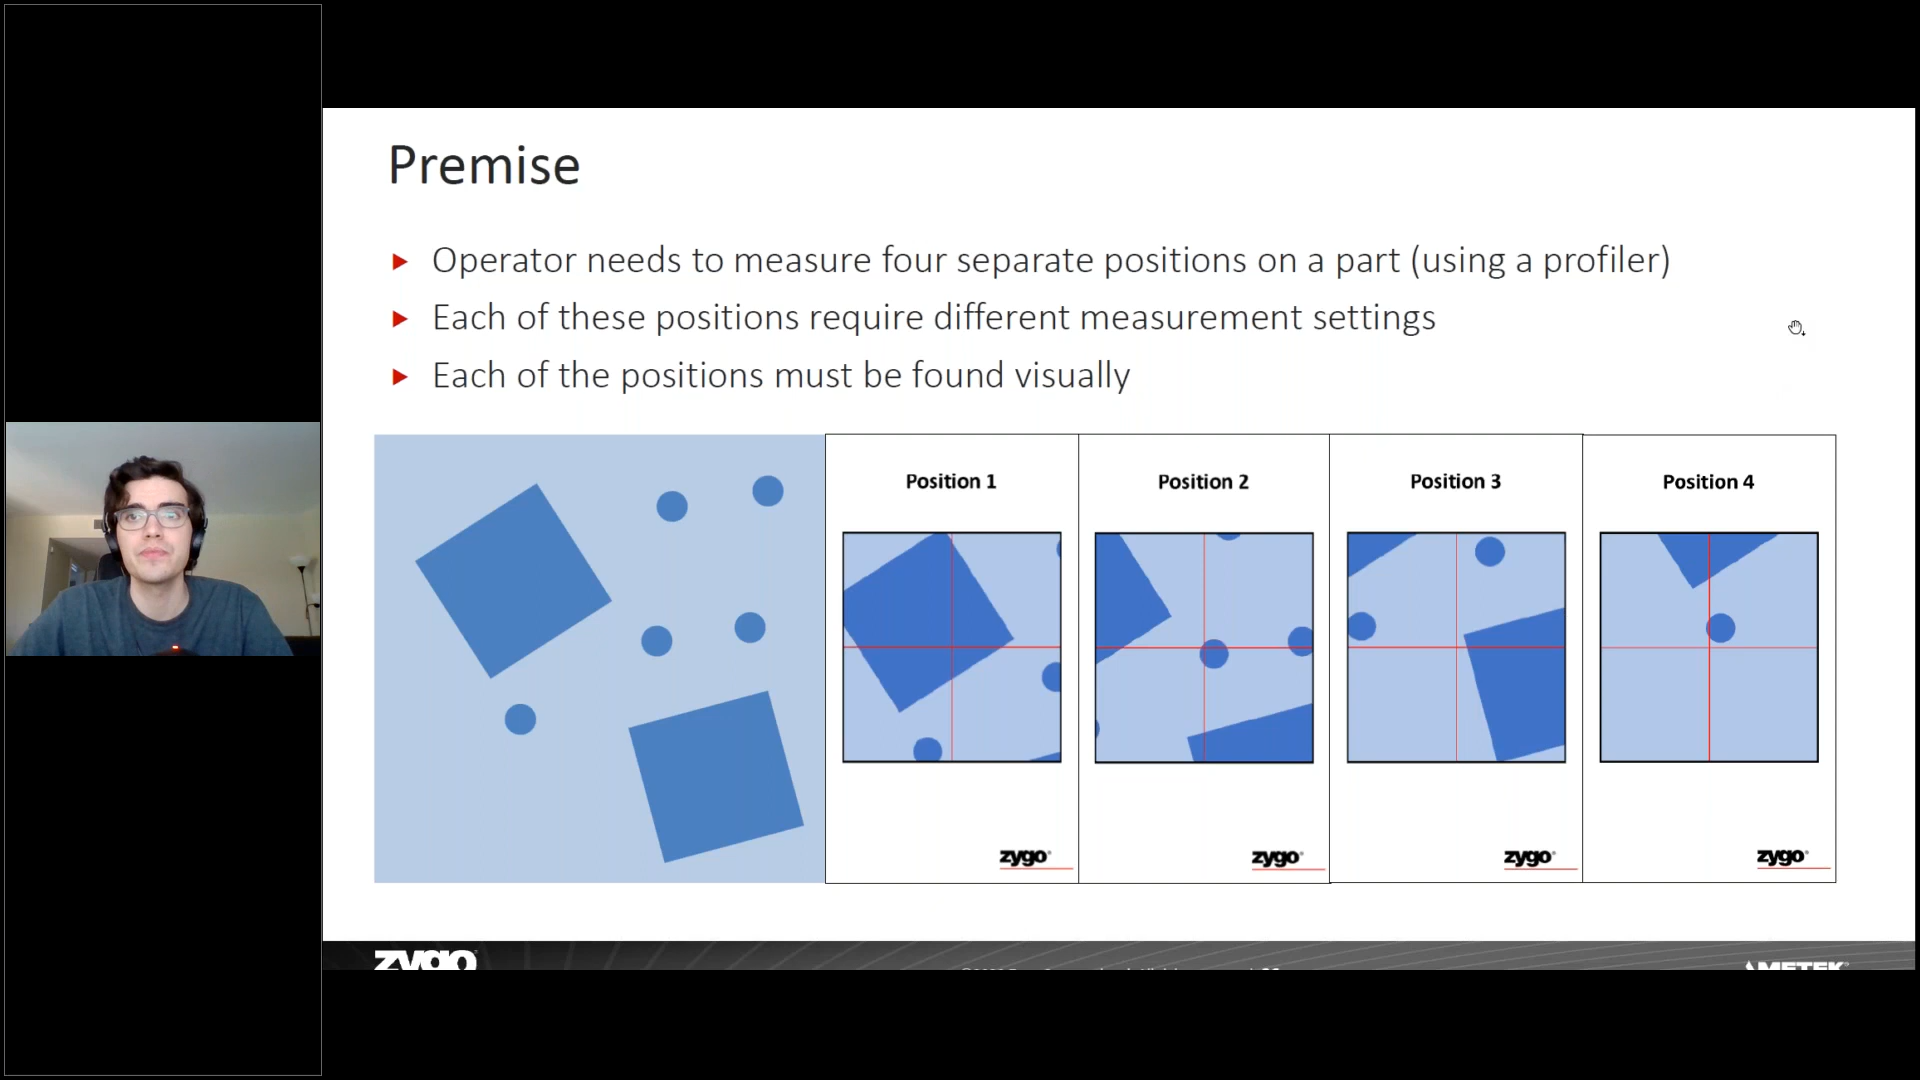 Premise
Operator needs to measure four separate positions on a part (using a profiler)
Each of these positions require different measurement settings
Each of the positions must be found visually
Position 1
Position 2
Position 3
Position 4
zygo
zygo
zygo
zygo
zygo
AMETEK